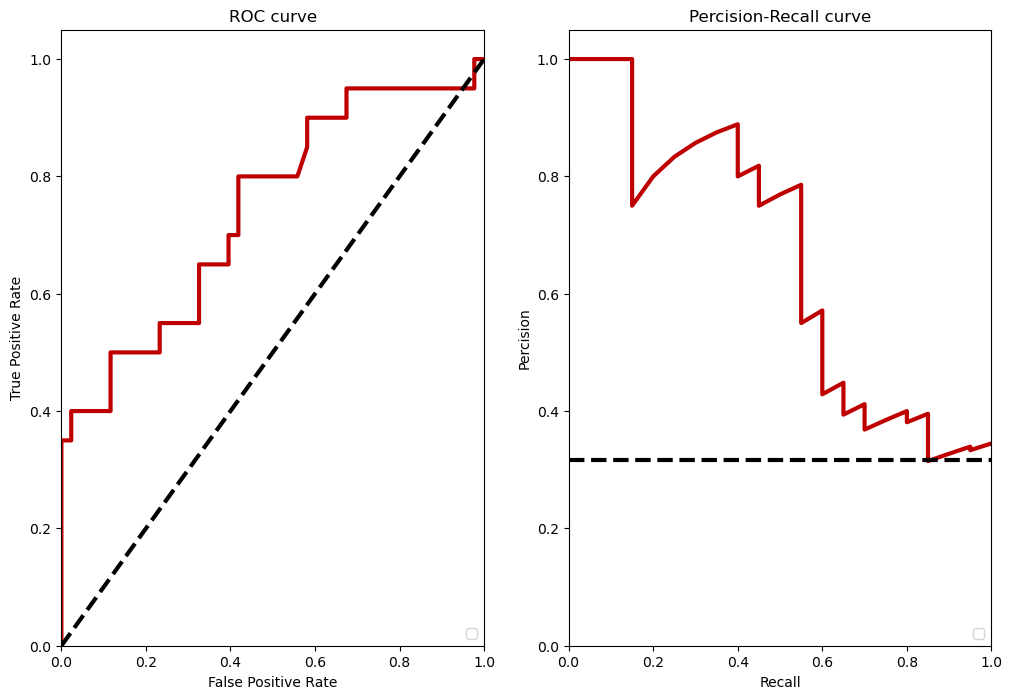 ROC curve
True Positive Rate
1.0
0.8
0.6
0.4
0.2
0.0
0.0 0.2 0.4 0.6 0.8 1.0
False Positive Rate
Percision-Recall curve
Percision
1.0
0.8
0.6
0.4
0.2
0.0
0.0 0.2 0.4 0.6 0.8 1.0
Recall